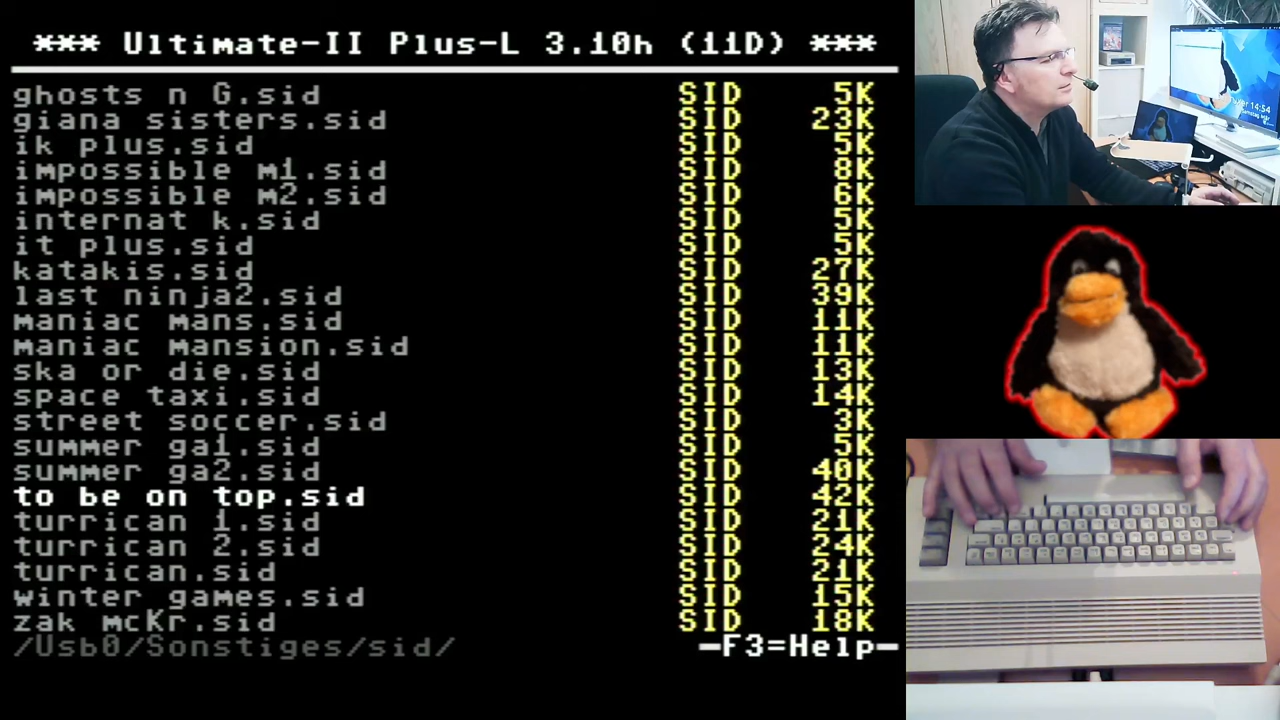 *** Ultimate-II Plus-L 3.10h (11D) ***
ghosts n G.sid SID 5K
giana sisters.sid SID 23K
ik plus.sid SID 5K
impossible m1.sid SID 8K
impossible m2.sid SID 6K
internat k.sid SID 5K
it plus.sid SID 5K
katakis.sid SID 27K
last ninja2.sid SID 39K
maniac mans.sid SID 11K
maniac mansion.sid SID 11K
ska or die.sid SID 13K
space taxi.sid SID 14K
street soccer.sid SID 3K
summer ga1.sid SID 5K
summer ga2.sid SID 40K
to be on top.sid SID 42K
turrican 1.sid SID 21K
turrican 2.sid SID 24K
turrican.sid SID 21K
winter games.sid SID 15K
zak mcKr.sid SID 18K
/Usb0/Sonstiges/sid/ F3=Help
14:54